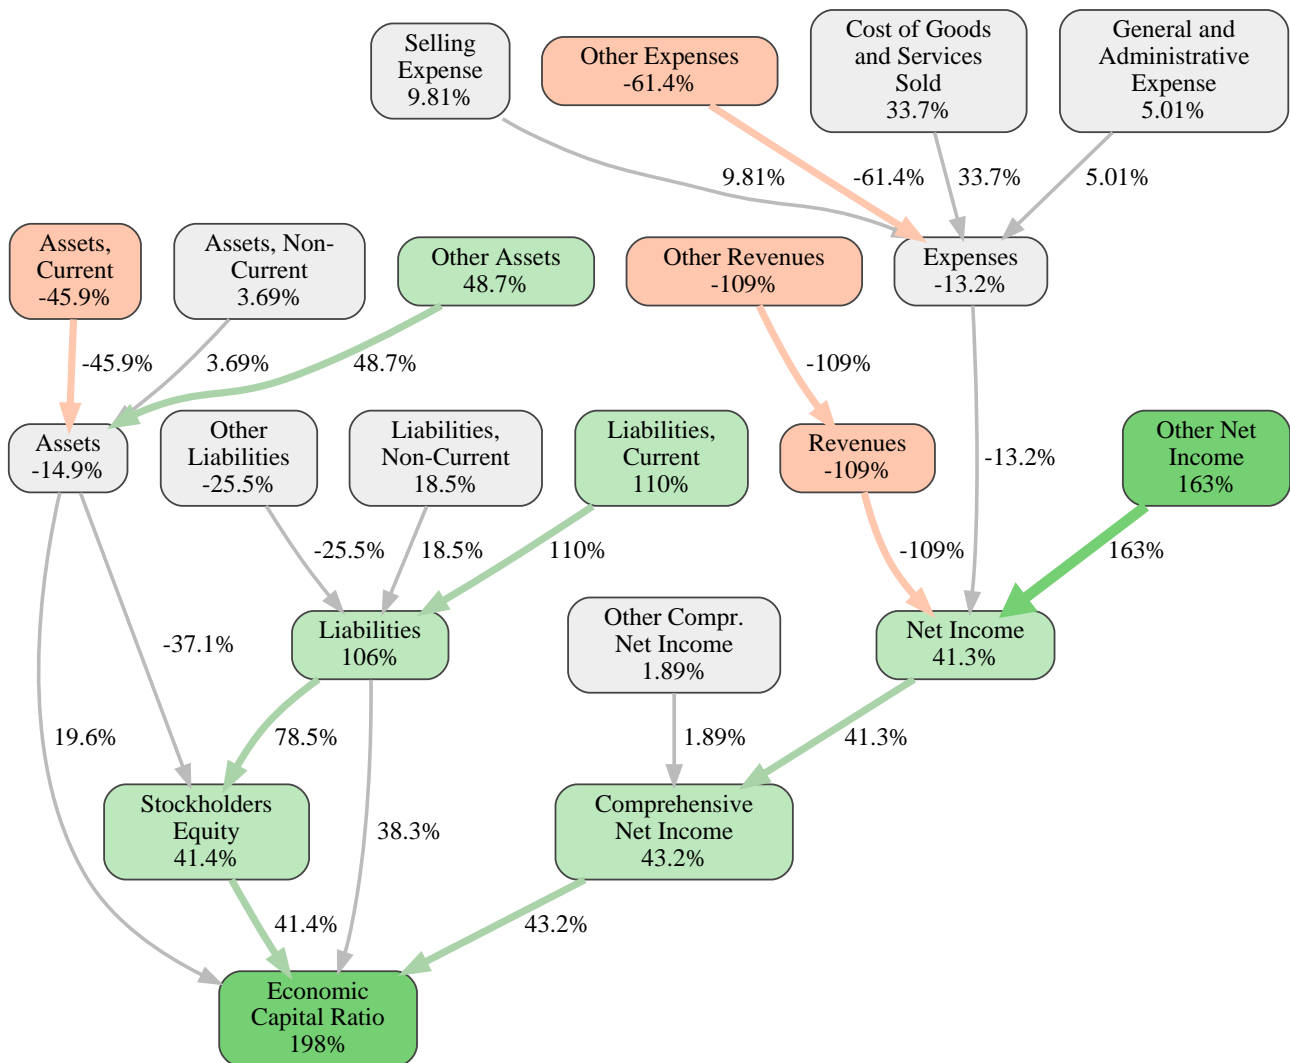 Selling
Expense
9.81%
Other Expenses
-61.4%
Cost of Goods
and Services
Sold
33.7%
General and
Administrative
Expense
5.01%
9.81%
-61.4%
33.7%
5.01%
Assets,
Current
-45.9%
Assets, Non-
Current
3.69%
Other Assets
48.7%
Other Revenues
-109%
Expenses
-13.2%
-45.9%
3.69%
48.7%
-109%
Assets
-14.9%
Other
Liabilities
-25.5%
Liabilities,
Non-Current
18.5%
Liabilities,
Current
110%
Revenues
-109%
-13.2%
Other Net
Income
163%
-25.5%
18.5%
110%
-109%
163%
-37.1%
Liabilities
106%
Other Compr.
Net Income
1.89%
Net Income
41.3%
19.6%
78.5%
1.89%
41.3%
Stockholders
Equity
41.4%
38.3%
Comprehensive
Net Income
43.2%
41.4%
43.2%
Economic
Capital Ratio
198%